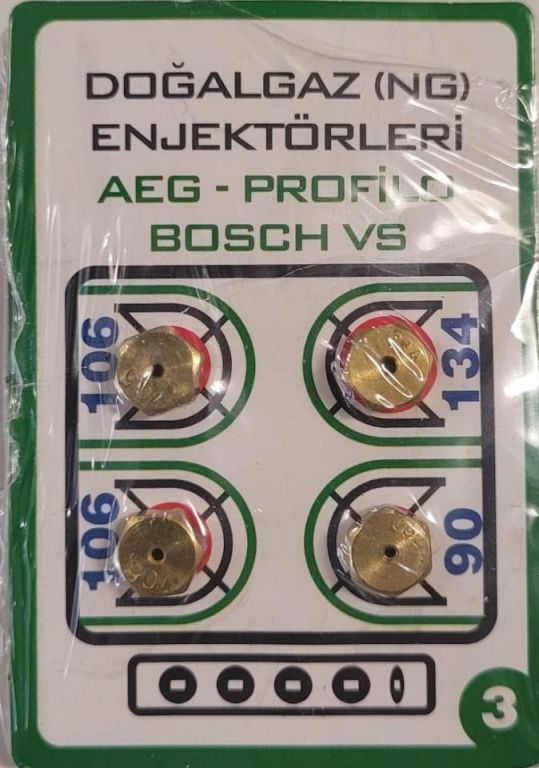 DOĞALGAZ (NG)
ENJEKTÖRLERİ
AEG - PROFİLO
BOSCH VS
106
134
106
90
3